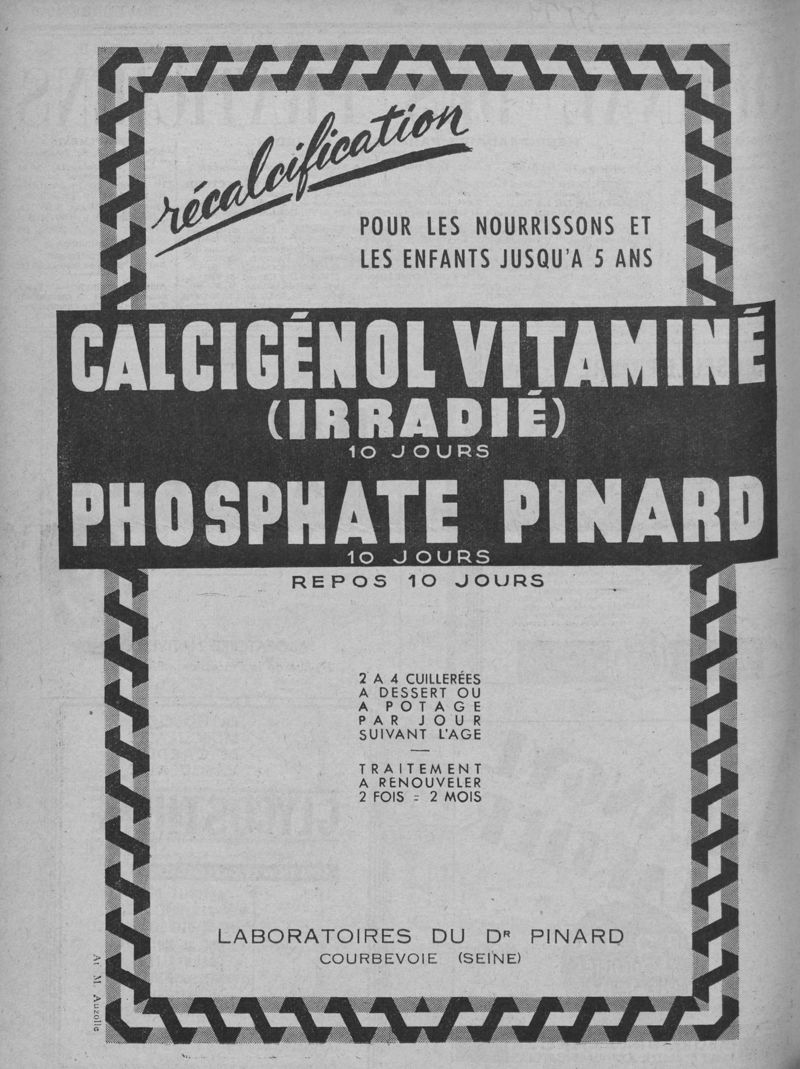 récalcification
POUR LES NOURRISSONS ET
LES ENFANTS JUSQU'A 5 ANS
CALCIGÉNOL VITAMINÉ
(IRRADIÉ)
10 JOURS
PHOSPHATE PINARD
10 JOURS
REPOS 10 JOURS
2 A 4 CUILLERÉES
A DESSERT OU
A POTAGE
PAR JOUR
SUIVANT L'AGE
TRAITEMENT
A RENOUVELER
2 FOIS = 2 MOIS
LABORATOIRES DU DR PINARD
COURBEVOIE (SEINE)
At M. Auzolle